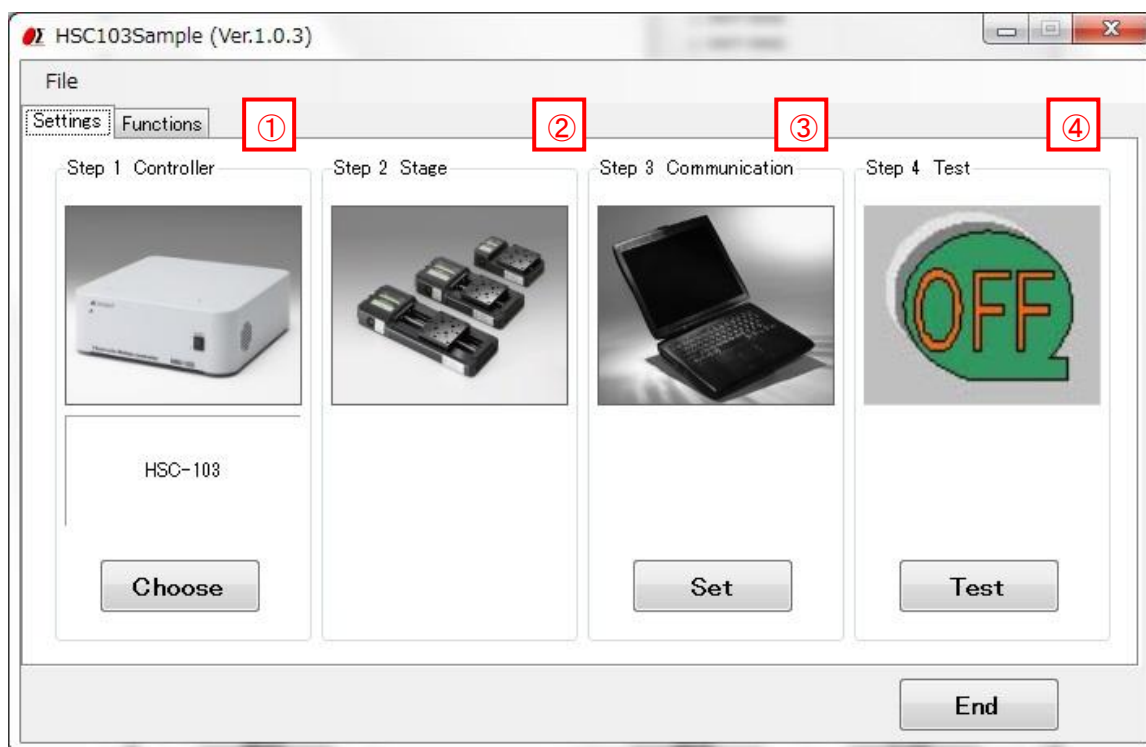 HSC103Sample (Ver.1.0.3)
File
Settings Functions
① ② ③ ④
Step 1 Controller Step 2 Stage Step 3 Communication Step 4 Test
OFF
HSC-103
Choose Set Test
End